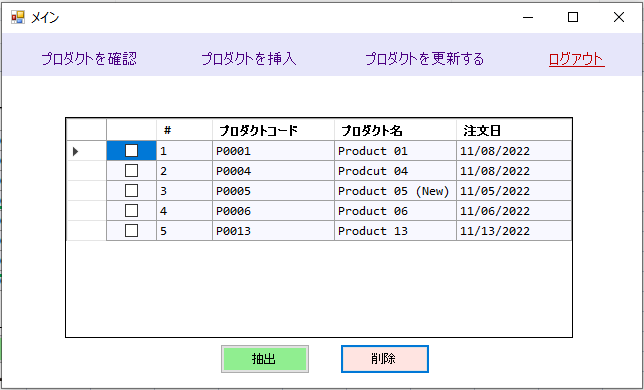 メイン
プロダクトを確認 プロダクトを挿入 プロダクトを更新する ログアウト
# プロダクトコード プロダクト名 注文日
1 P0001 Product 01 11/08/2022
2 P0004 Prodcut 04 11/08/2022
3 P0005 Product 05 (New) 11/05/2022
4 P0006 Product 06 11/06/2022
5 P0013 Product 13 11/13/2022
抽出 削除